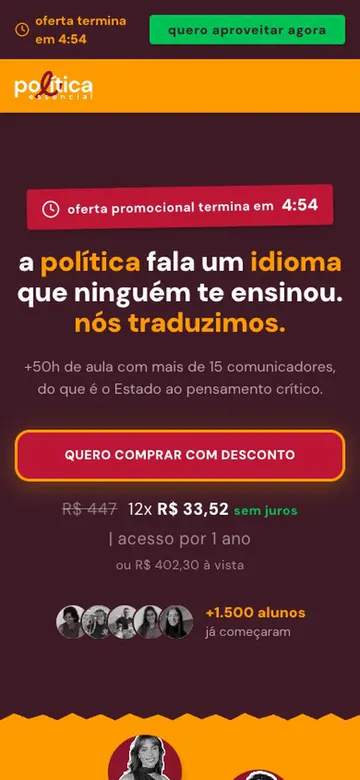 oferta termina
em 4:54
quero aproveitar agora
política
essencial
oferta promocional termina em 4:54
a política fala um idioma
que ninguém te ensinou.
nós traduzimos.
+50h de aula com mais de 15 comunicadores,
do que é o Estado ao pensamento crítico.
QUERO COMPRAR COM DESCONTO
R$ 447 12x R$ 33,52 sem juros
| acesso por 1 ano
ou R$ 402,30 à vista
+1.500 alunos
já começaram